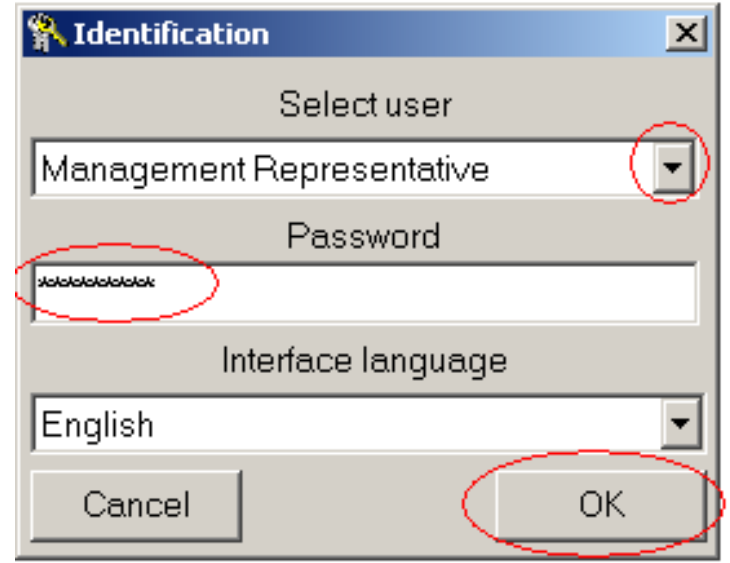 Identification
Select user
Management Representative
Password
**********
Interface language
English
Cancel OK